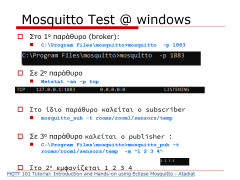 Mosquitto Test @ windows
Στο 1ο παράθυρο (broker):
C:\Program Files\mosquitto>mosquitto -p 1883
C:\Program Files\mosquitto>mosquitto -p 1883
Σε 2ο παράθυρο
Netstat -an -p tcp
TCP 127.0.0.1:1883 0.0.0.0:0 LISTENING
Στο ίδιο παράθυρο καλείται ο subscriber
mosquitto_sub -t rooms/room1/sensors/temp
Σε 3ο παράθυρο καλείται ο publisher :
C:\Program Files\mosquitto>mosquitto_pub -t
rooms/room1/sensors/temp -m "1 2 3 4"
1 2 3 4
Στο 2ο εμφανίζεται 1 2 3 4
MQTT 101 Tutorial: Introduction and Hands-on using Eclipse Mosquitto -